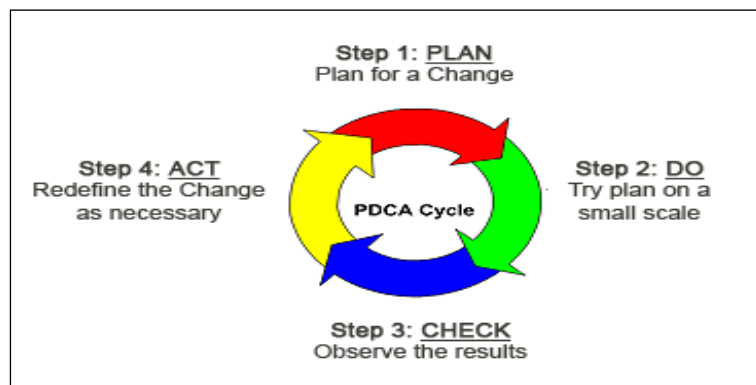 Step 1: PLAN
Plan for a Change
Step 4: ACT
Redefine the Change
as necessary
PDCA Cycle
Step 2: DO
Try plan on a
small scale
Step 3: CHECK
Observe the results